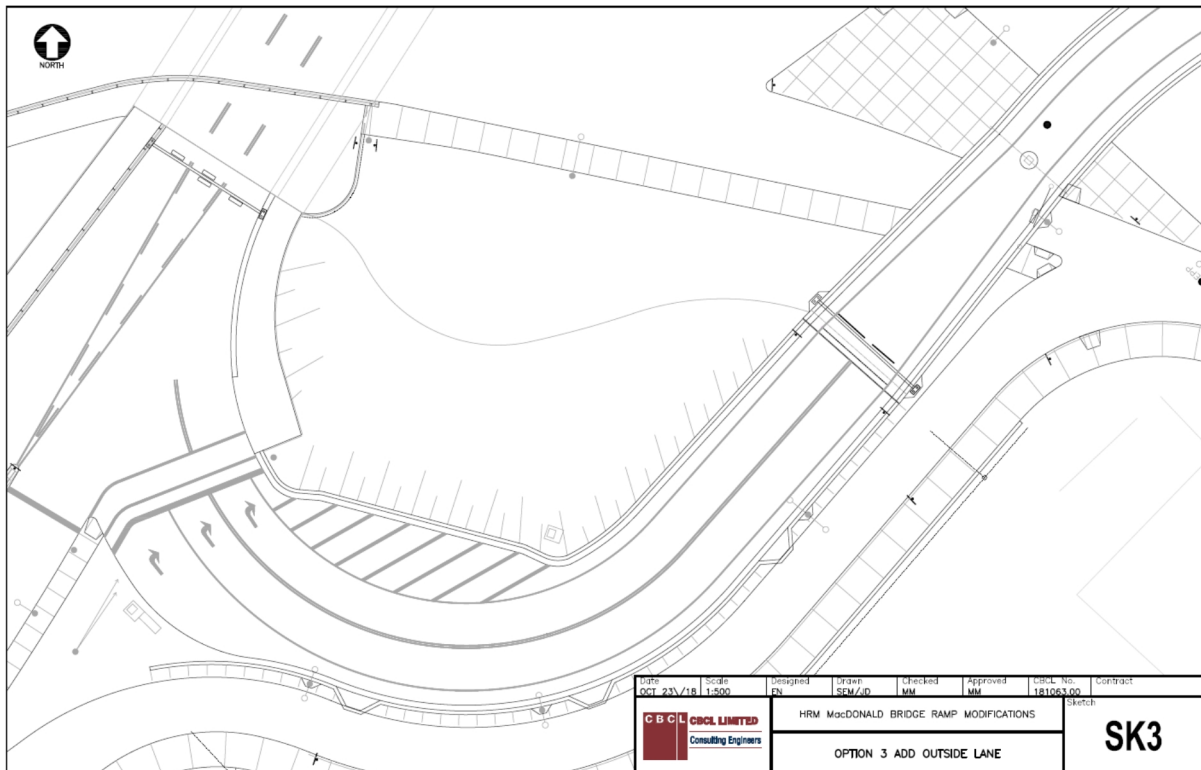 NORTH
Date
OCT 23\/18
Scale
1:500
Designed
EN
Drawn
SEM/JD
Checked
MM
Approved
MM
CBCL No.
181063.00
Contract
CBCL
CBCL LIMITED
Consulting Engineers
HRM MacDONALD BRIDGE RAMP MODIFICATIONS
OPTION 3 ADD OUTSIDE LANE
Sketch
SK3